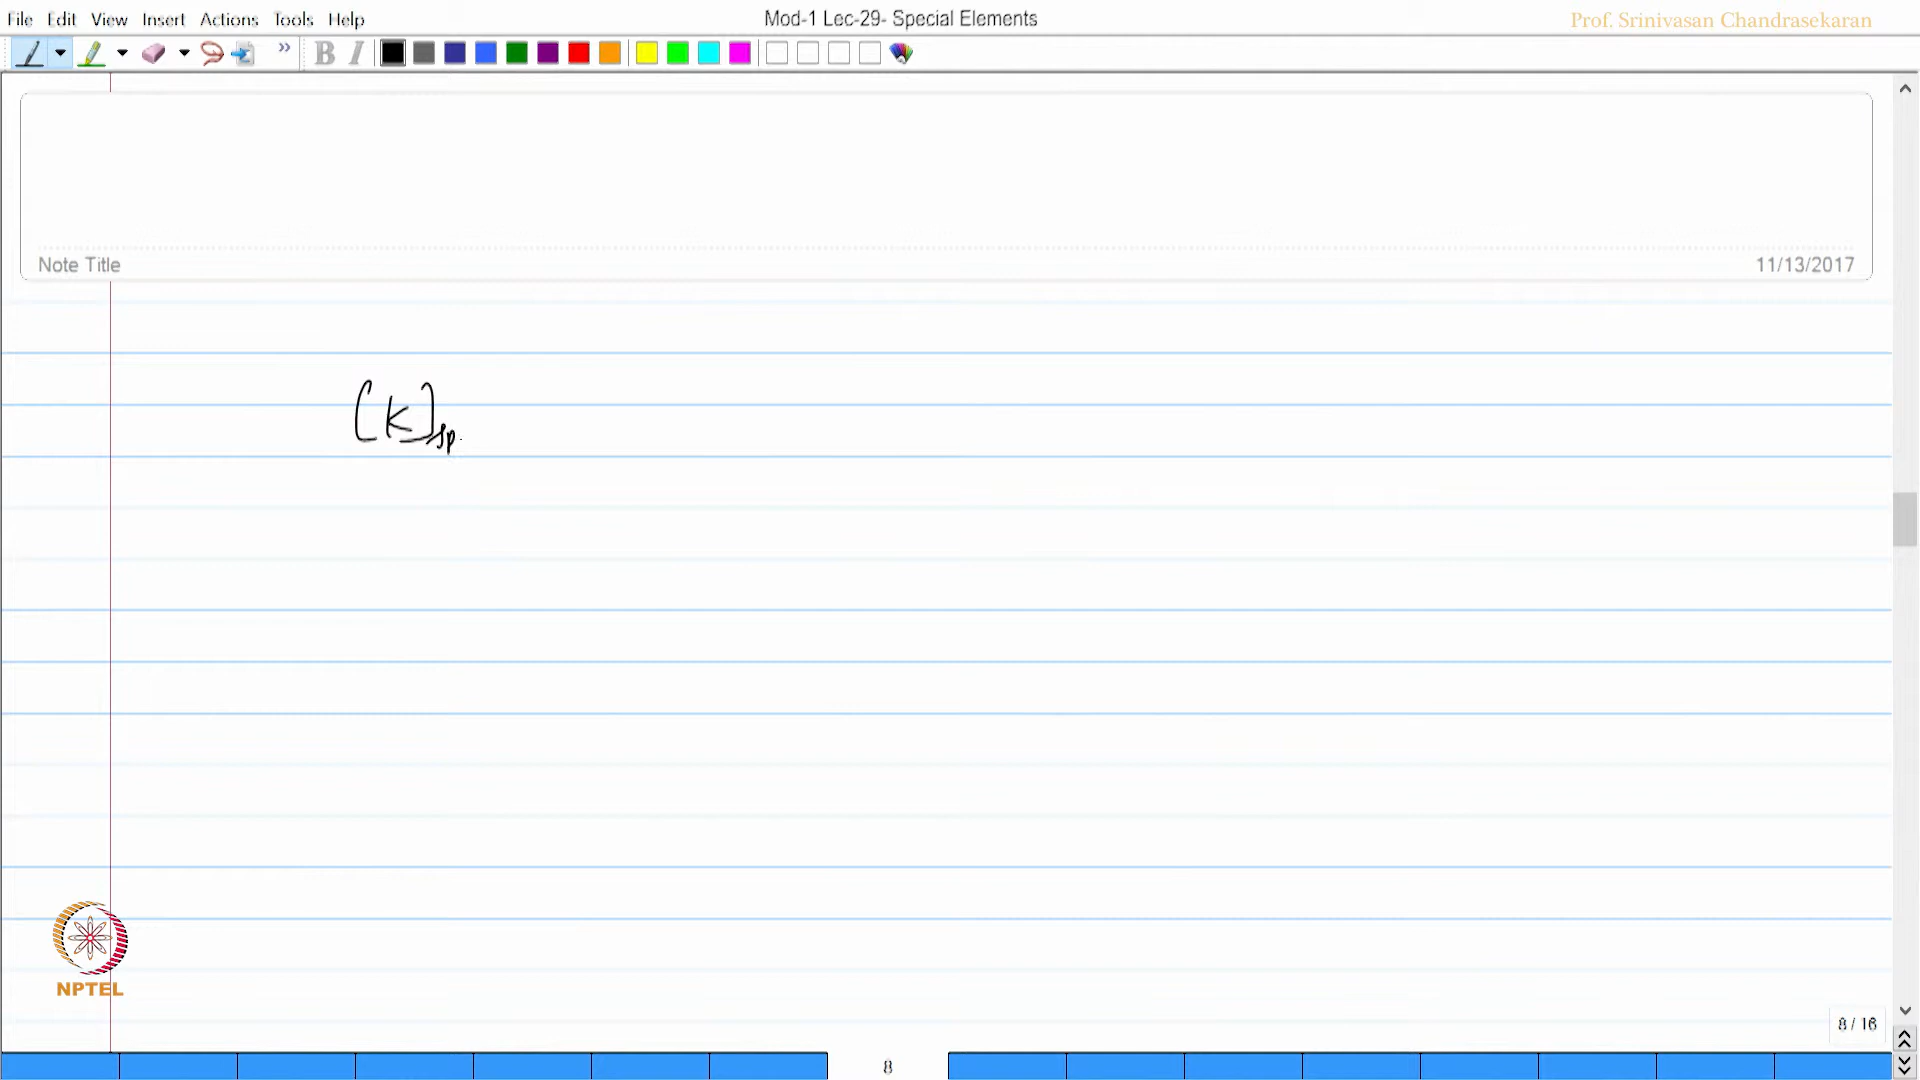 File Edit View Insert Actions Tools Help
Mod-1 Lec-29- Special Elements
Prof. Srinivasan Chandrasekaran
» B I
Note Title
11/13/2017
[K]sp.
NPTEL
8 / 16
8